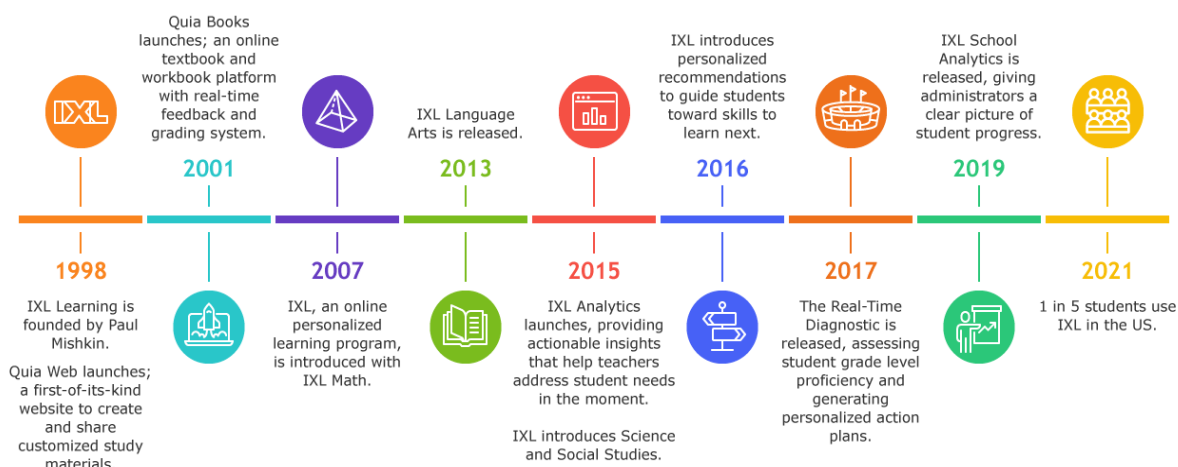 IXL
1998
IXL Learning is
founded by Paul
Mishkin.
Quia Web launches;
a first-of-its-kind
website to create
and share
customized study
materials
Quia Books
launches; an online
textbook and
workbook platform
with real-time
feedback and
grading system.
2001
2007
IXL, an online
personalized
learning program,
is introduced with
IXL Math.
IXL Language
Arts is released.
2013
2015
IXL Analytics
launches, providing
actionable insights
that help teachers
address student needs
in the moment.
IXL introduces Science
and Social Studies.
IXL introduces
personalized
recommendations
to guide students
toward skills to
learn next.
2016
2017
The Real-Time
Diagnostic is
released, assessing
student grade level
proficiency and
generating
personalized action
plans.
IXL School
Analytics is
released, giving
administrators a
clear picture of
student progress.
2019
2021
1 in 5 students use
IXL in the US.